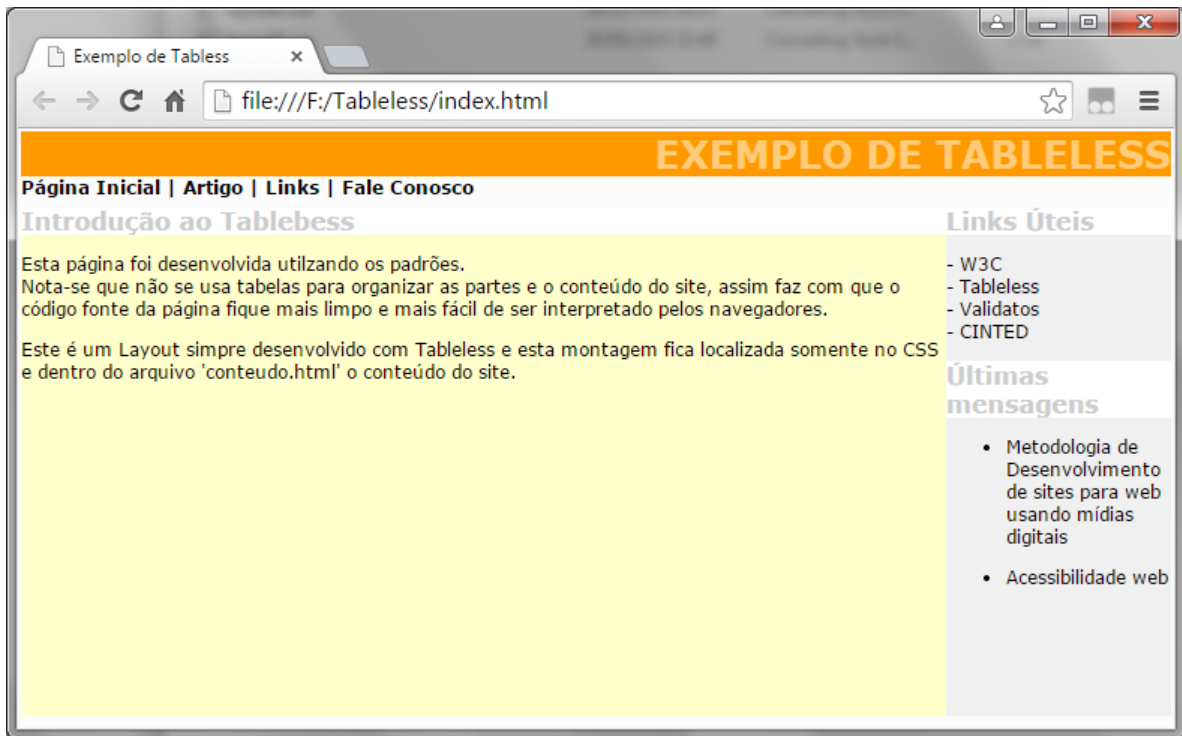 Exemplo de Tabless
file:///F:/Tableless/index.html
EXEMPLO DE TABLELESS
Página Inicial | Artigo | Links | Fale Conosco
Introdução ao Tablebess
Esta página foi desenvolvida utilzando os padrões.
Nota-se que não se usa tabelas para organizar as partes e o conteúdo do site, assim faz com que o
código fonte da página fique mais limpo e mais fácil de ser interpretado pelos navegadores.
Este é um Layout simpre desenvolvido com Tableless e esta montagem fica localizada somente no CSS
e dentro do arquivo 'conteudo.html' o conteúdo do site.
Links Úteis
- W3C
- Tableless
- Validatos
- CINTED
Últimas
mensagens
• Metodologia de
Desenvolvimento
de sites para web
usando mídias
digitais
• Acessibilidade web